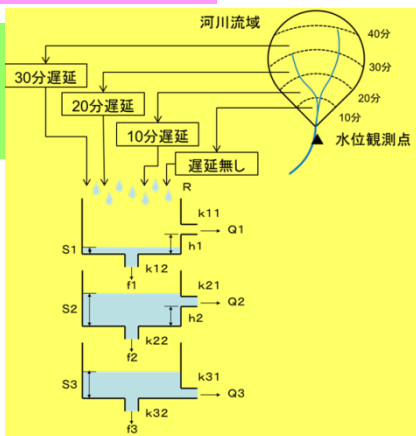 河川流域
40分
30分
20分
10分
水位観測点
30分遅延
20分遅延
10分遅延
遅延無し
R
k11
Q1
S1
h1
k12
f1
k21
S2
Q2
h2
k22
f2
k31
S3
Q3
k32
f3